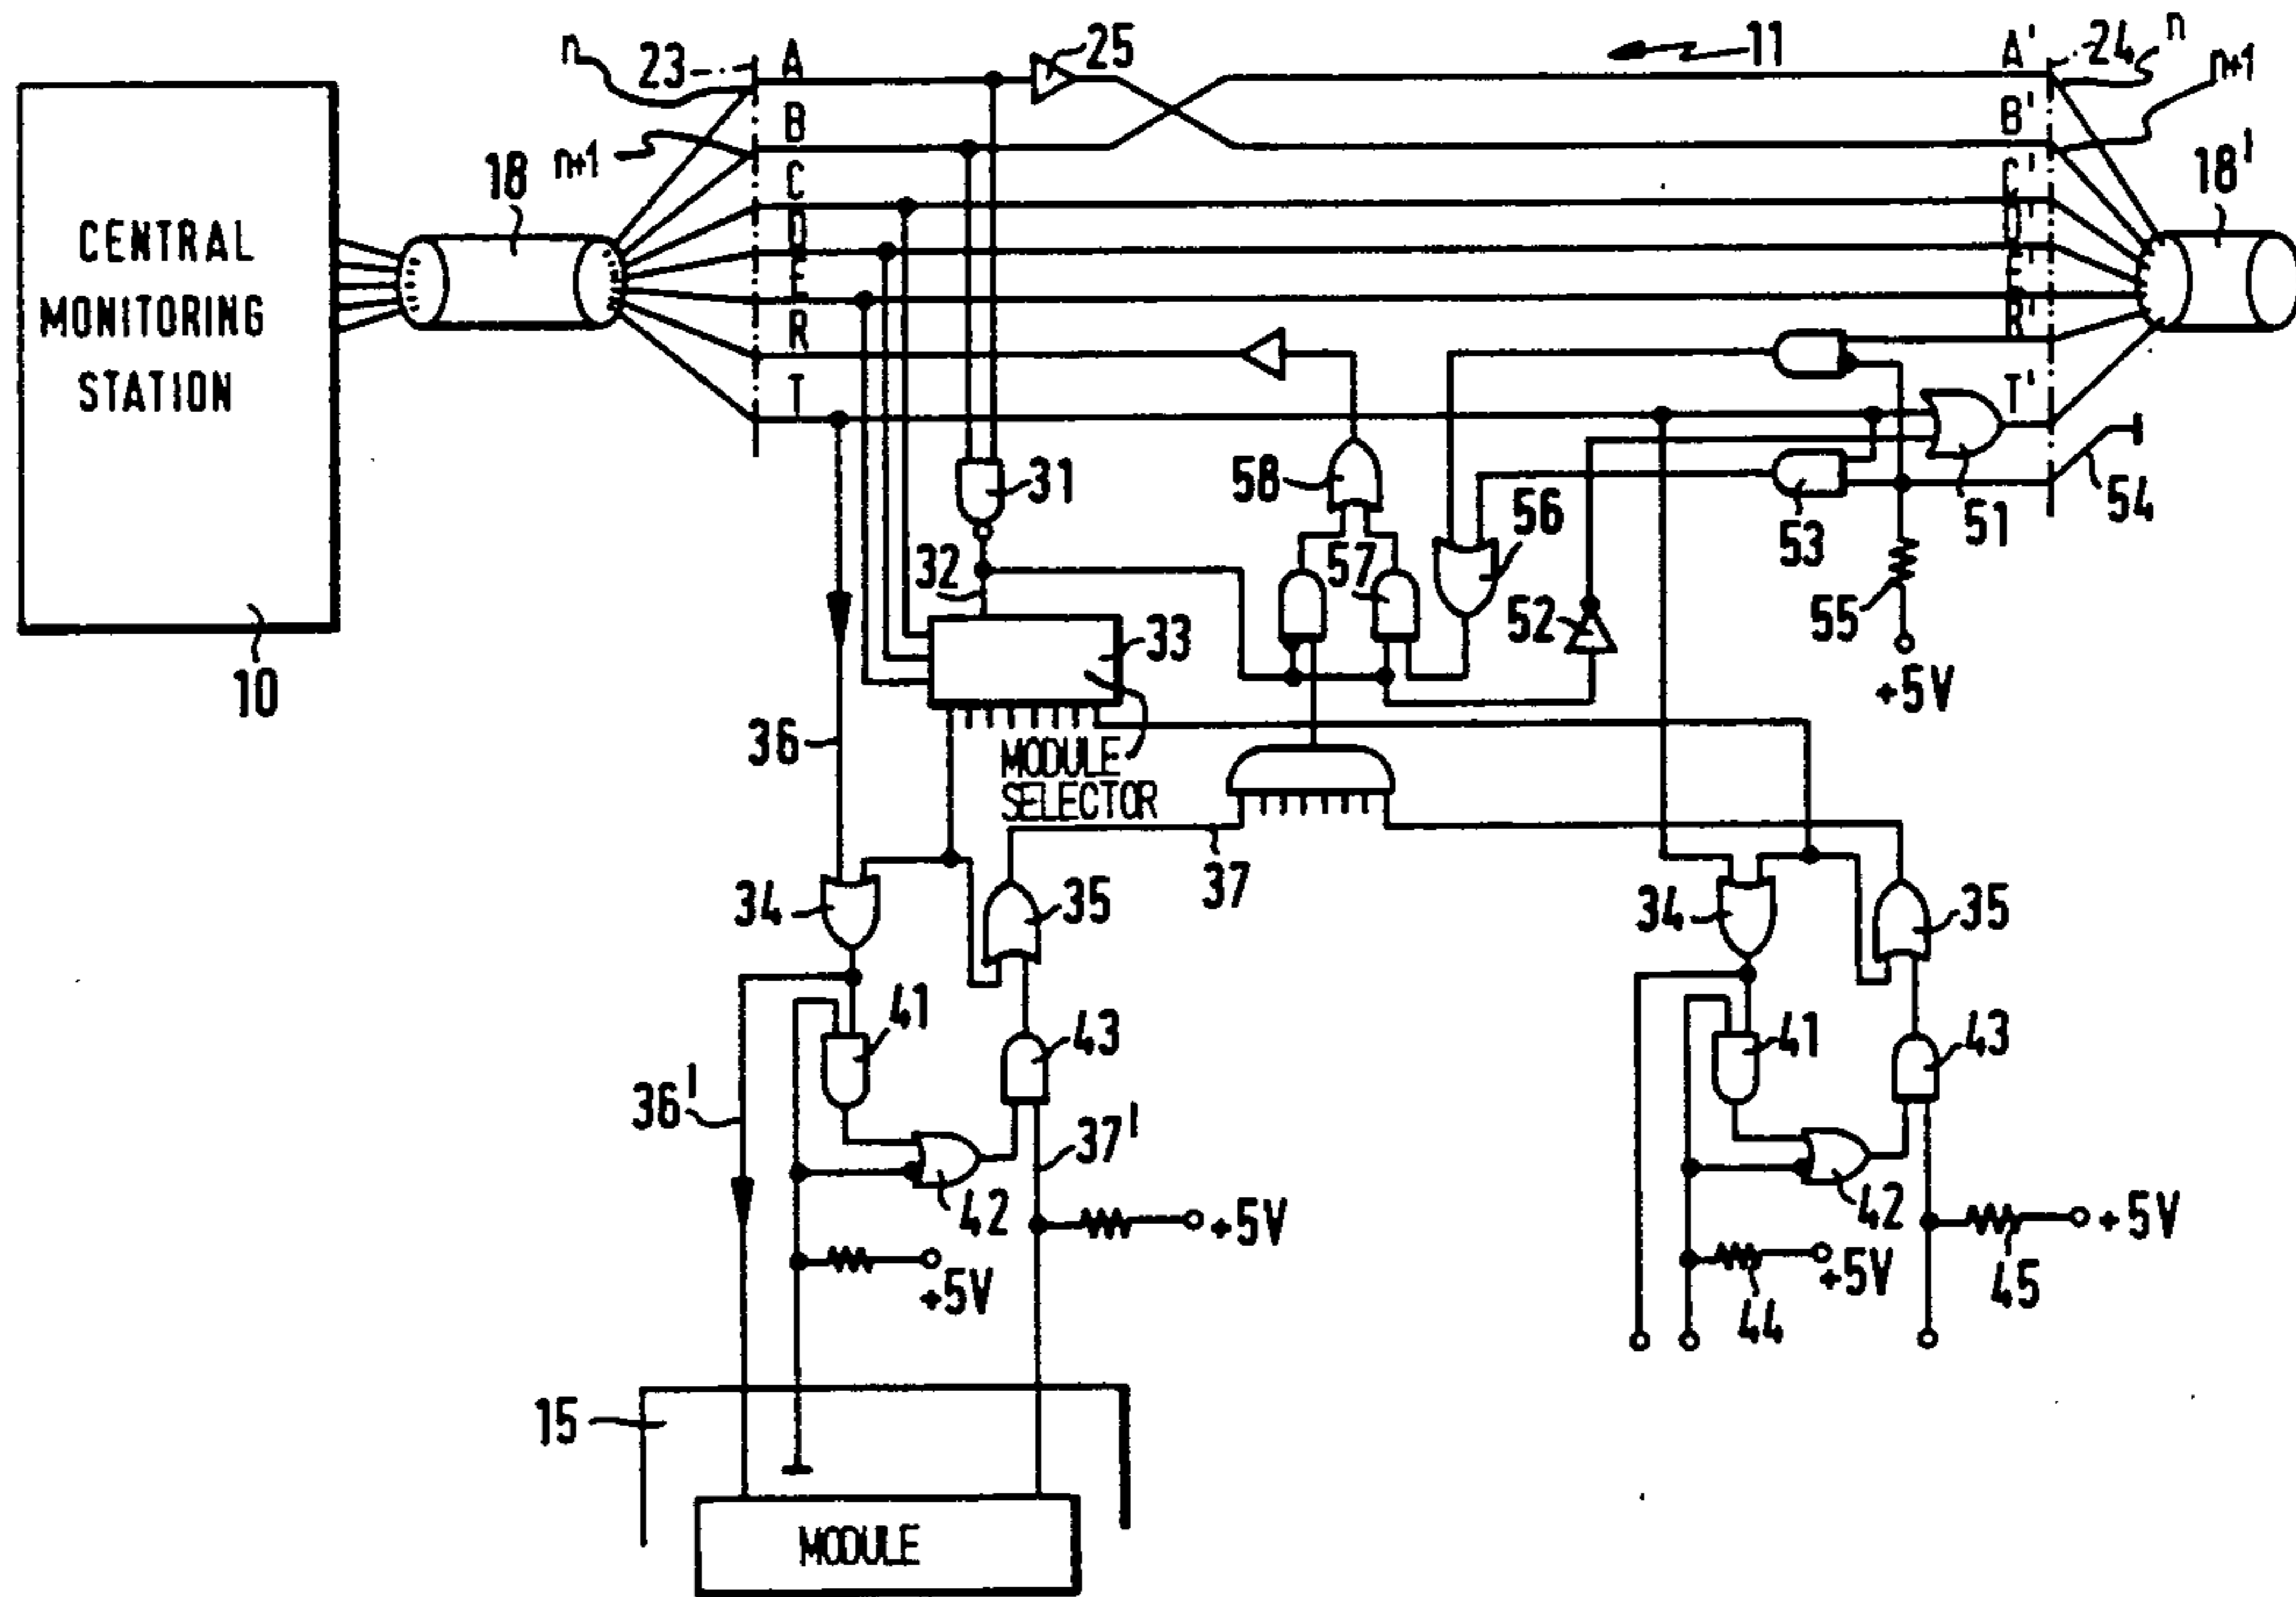 n
23
A
25
11
A'
24
n
n+1
B
B'
n+1
18
C
C'
18'
D
D'
E
E'
R
R'
T
T'
CENTRAL
MONITORING
STATION
10
31
58
56
53
51
54
32
57
52
55
+5V
33
36
MODULE
SELECTOR
37
34
35
34
35
41
43
41
43
36'
37'
42
+5V
42
+5V
+5V
+5V
44
45
15
MODULE